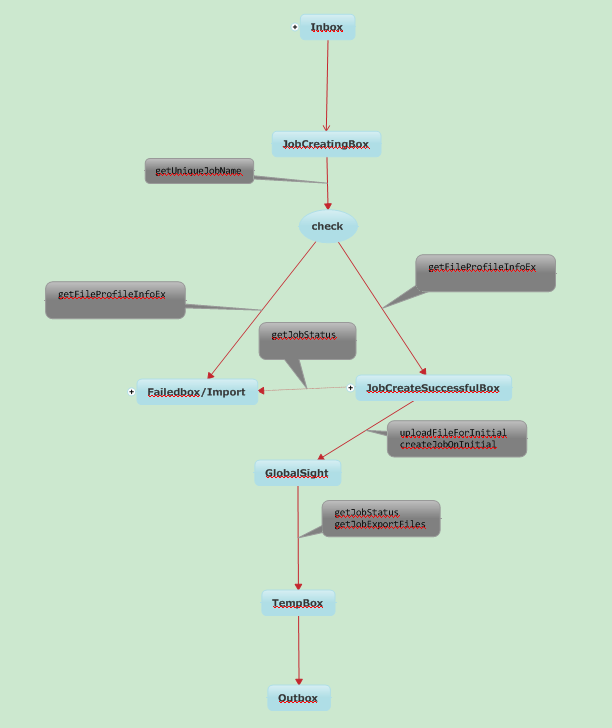 Inbox
JobCreatingBox
getUniqueJobName
check
getFileProfileInfoEx
getFileProfileInfoEx
getJobStatus
Failedbox/Import
JobCreateSuccessfulBox
uploadFileForInitial
createJobOnInitial
GlobalSight
getJobStatus
getJobExportFiles
TempBox
Outbox